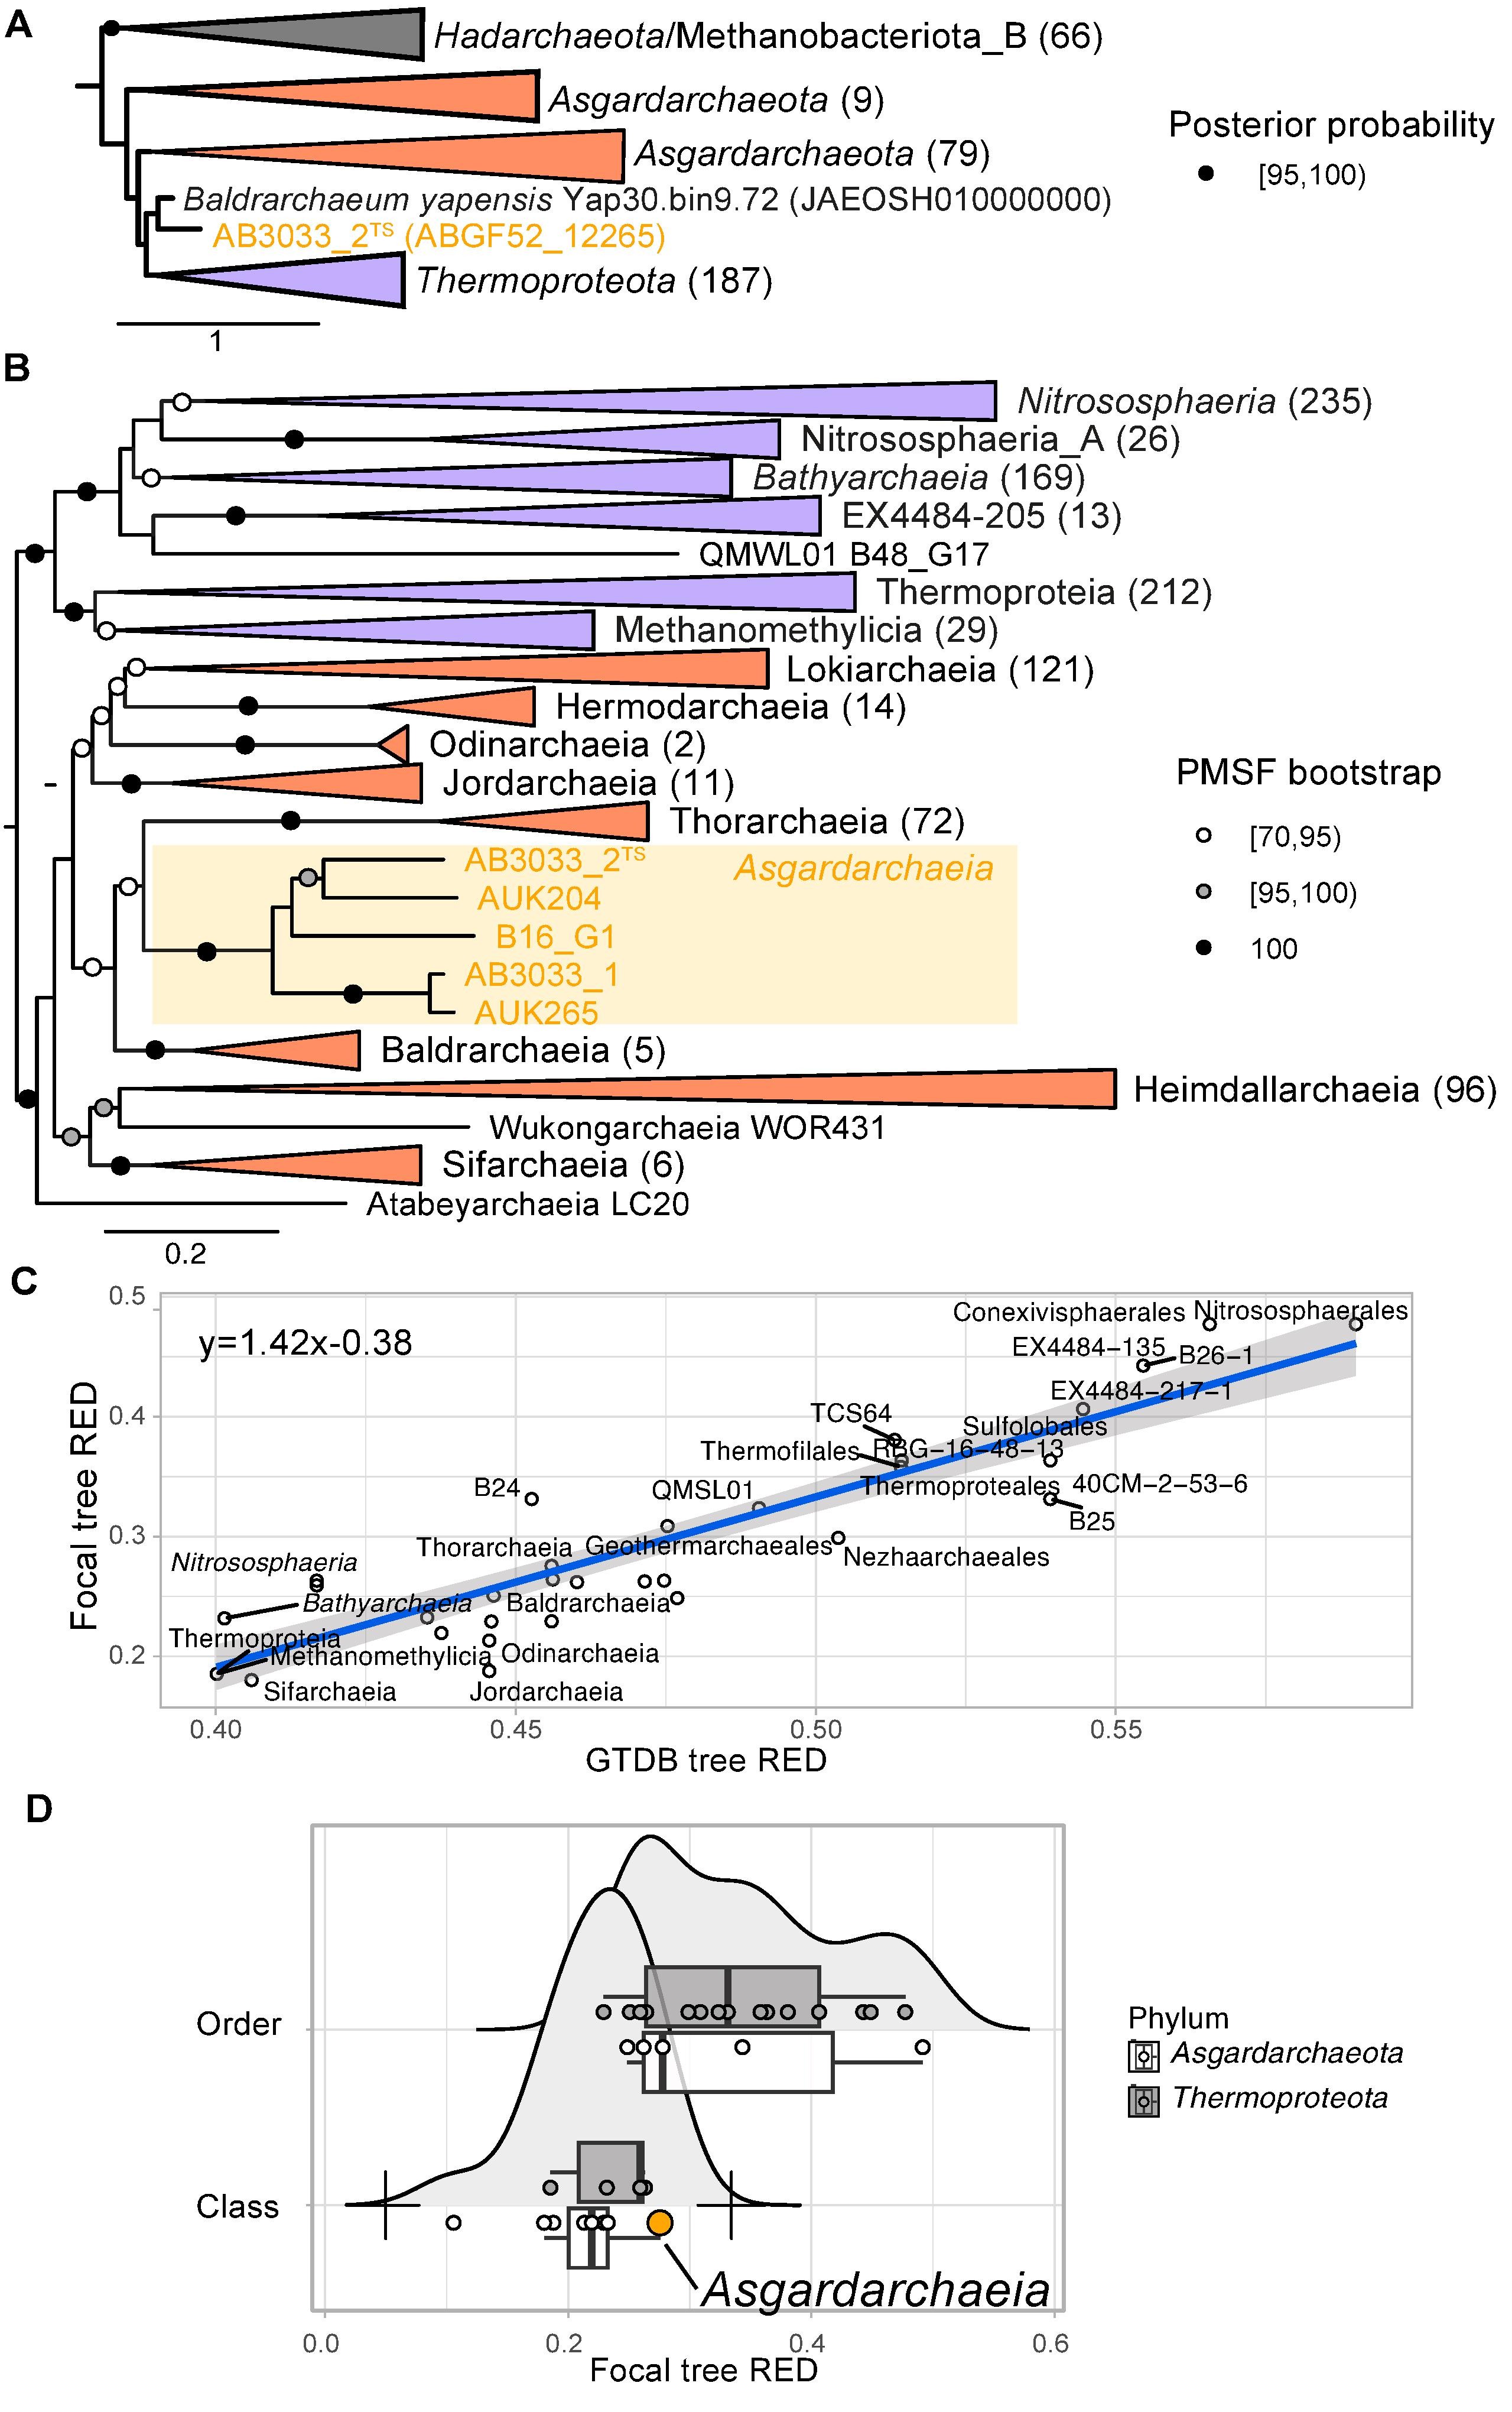 A
Hadarchaeota/Methanobacteriota_B (66)
Asgardarchaeota (9)
Asgardarchaeota (79)
Baldrarchaeum yapensis Yap30.bin9.72 (JAEOSH010000000)
AB3033_2TS (ABGF52_12265)
Thermoproteota (187)
1
Posterior probability
[95,100)
B
Nitrososphaeria (235)
Nitrososphaeria_A (26)
Bathyarchaeia (169)
EX4484-205 (13)
QMWL01 B48_G17
Thermoproteia (212)
Methanomethylicia (29)
Lokiarchaeia (121)
Hermodarchaeia (14)
Odinarchaeia (2)
Jordarchaeia (11)
Thorarchaeia (72)
AB3033_2TS
Asgardarchaeia
AUK204
B16_G1
AB3033_1
AUK265
Baldrarchaeia (5)
Heimdallarchaeia (96)
Wukongarchaeia WOR431
Sifarchaeia (6)
Atabeyarchaeia LC20
0.2
PMSF bootstrap
[70,95)
[95,100)
100
C
Focal tree RED
0.5
0.4
0.3
0.2
y=1.42x-0.38
Conexivisphaerales
Nitrososphaerales
EX4484−135
B26−1
EX4484−217−1
TCS64
Sulfolobales
Thermofilales
RBG−16−48−13
B24
QMSL01
Thermoproteales
40CM−2−53−6
B25
Thorarchaeia
Geothermarchaeales
Nezhaarchaeales
Nitrososphaeria
Bathyarchaeia
Baldrarchaeia
Thermoproteia
Methanomethylicia
Odinarchaeia
Sifarchaeia
Jordarchaeia
0.40
0.45
0.50
0.55
GTDB tree RED
D
Order
Class
Asgardarchaeia
0.0
0.2
0.4
0.6
Focal tree RED
Phylum
Asgardarchaeota
Thermoproteota